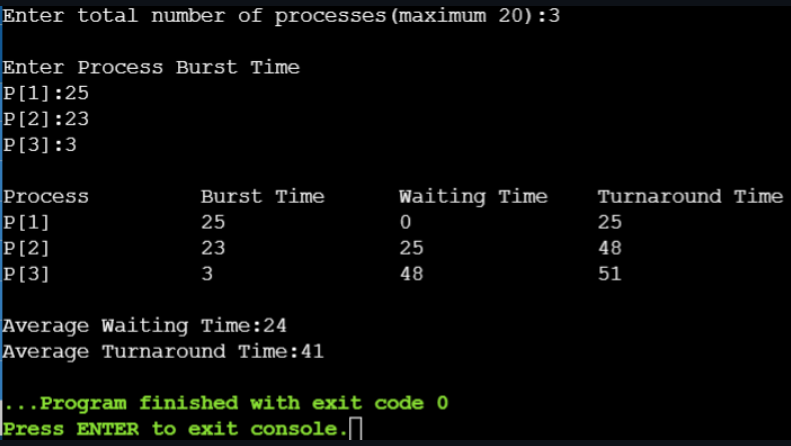 Enter total number of processes(maximum 20):3
Enter Process Burst Time
P[1]:25
P[2]:23
P[3]:3
Process Burst Time Waiting Time Turnaround Time
P[1] 25 0 25
P[2] 23 25 48
P[3] 3 48 51
Average Waiting Time:24
Average Turnaround Time:41
...Program finished with exit code 0
Press ENTER to exit console.